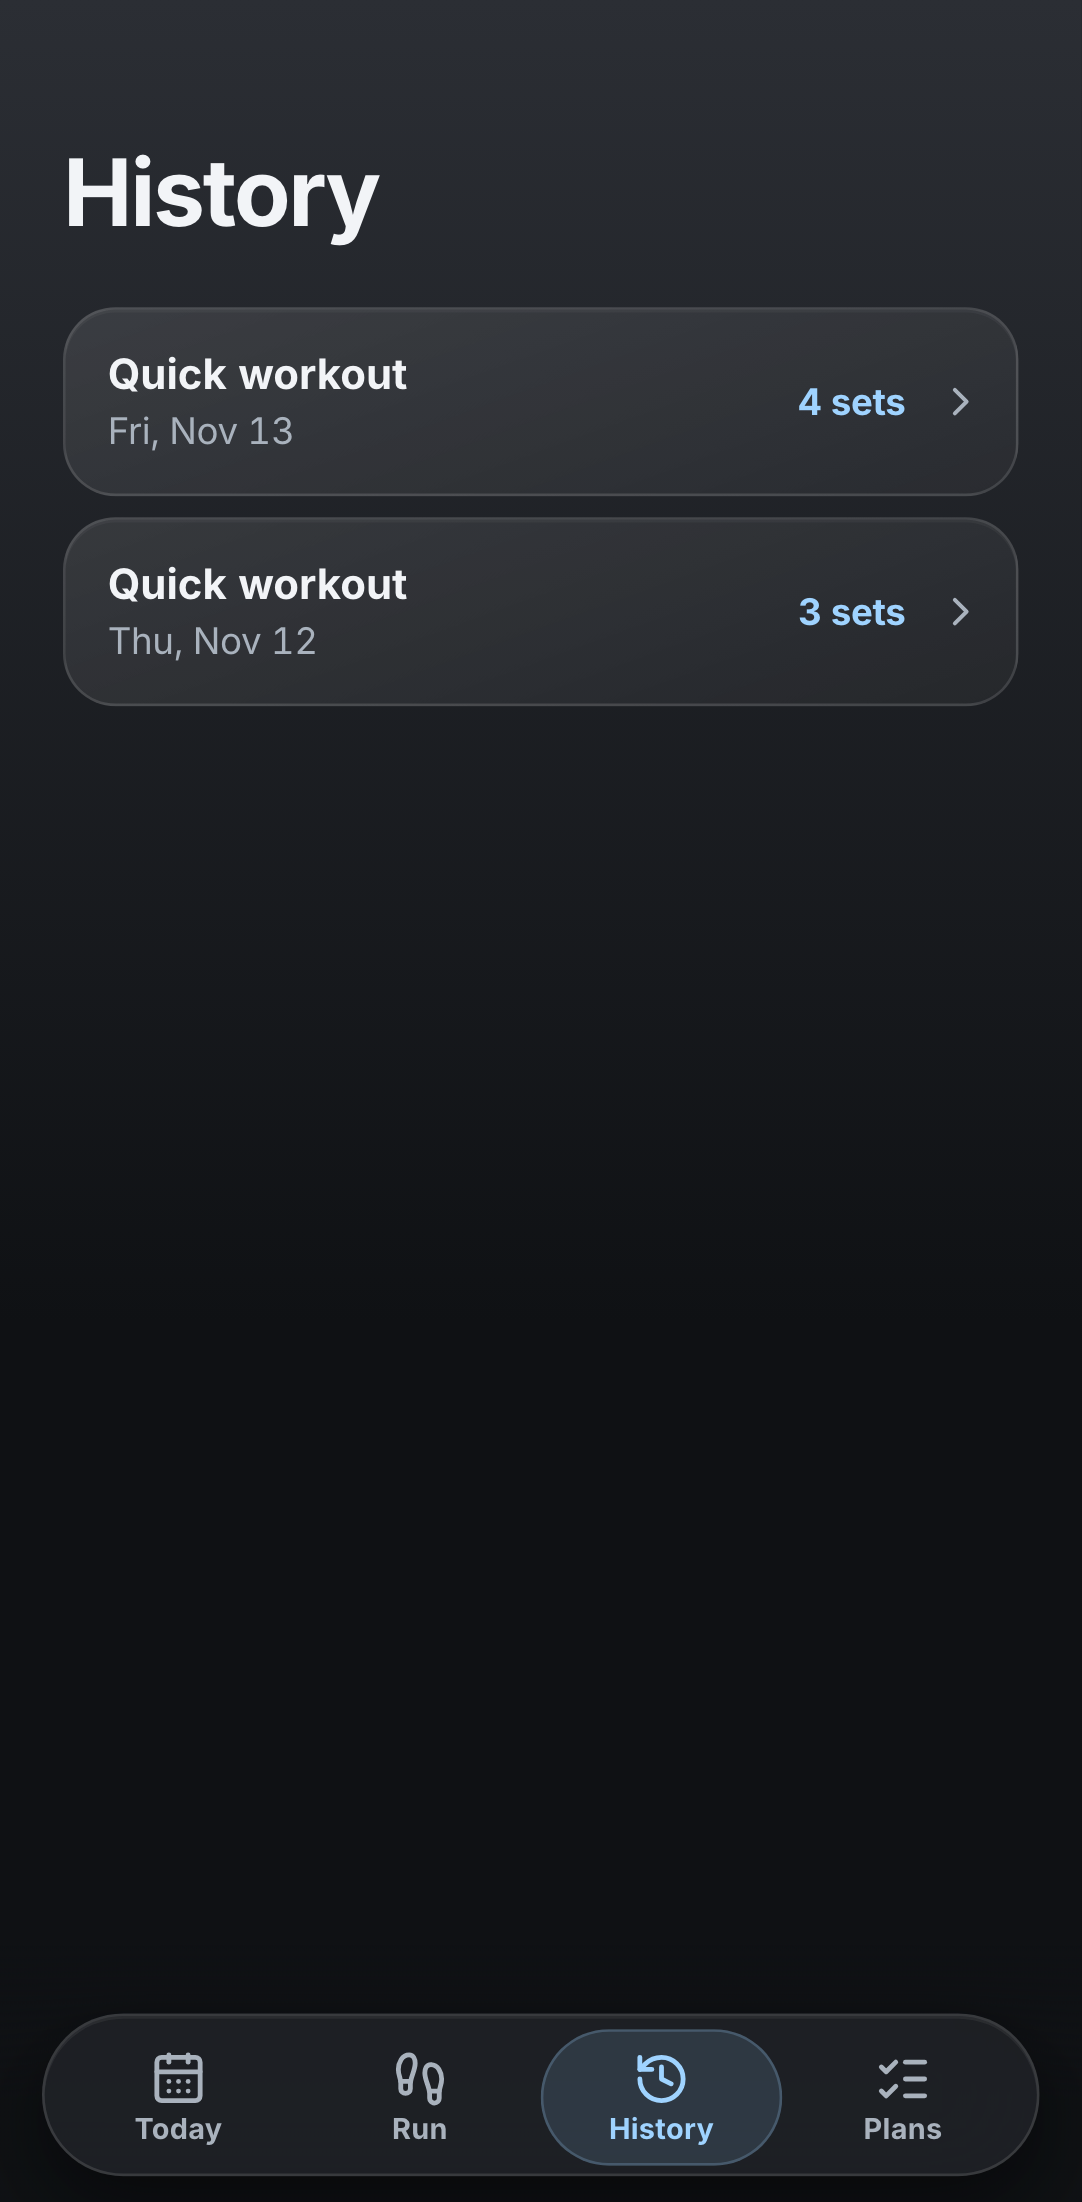 History
Quick workout
Fri, Nov 13
4 sets
Quick workout
Thu, Nov 12
3 sets
Today
Run
History
Plans